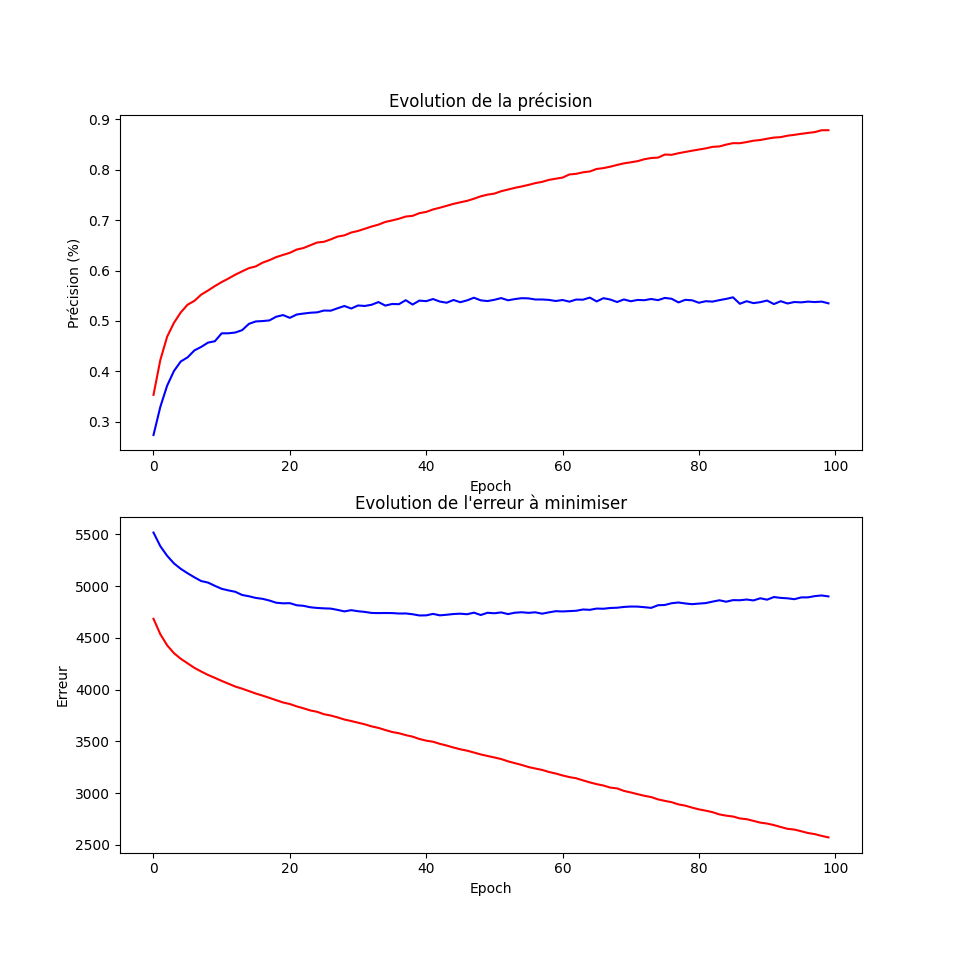 Evolution de la précision
Précision (%)
0.9
0.8
0.7
0.6
0.5
0.4
0.3
0 20 40 60 80 100
Epoch
Evolution de l'erreur à minimiser
Erreur
5500
5000
4500
4000
3500
3000
2500
0 20 40 60 80 100
Epoch